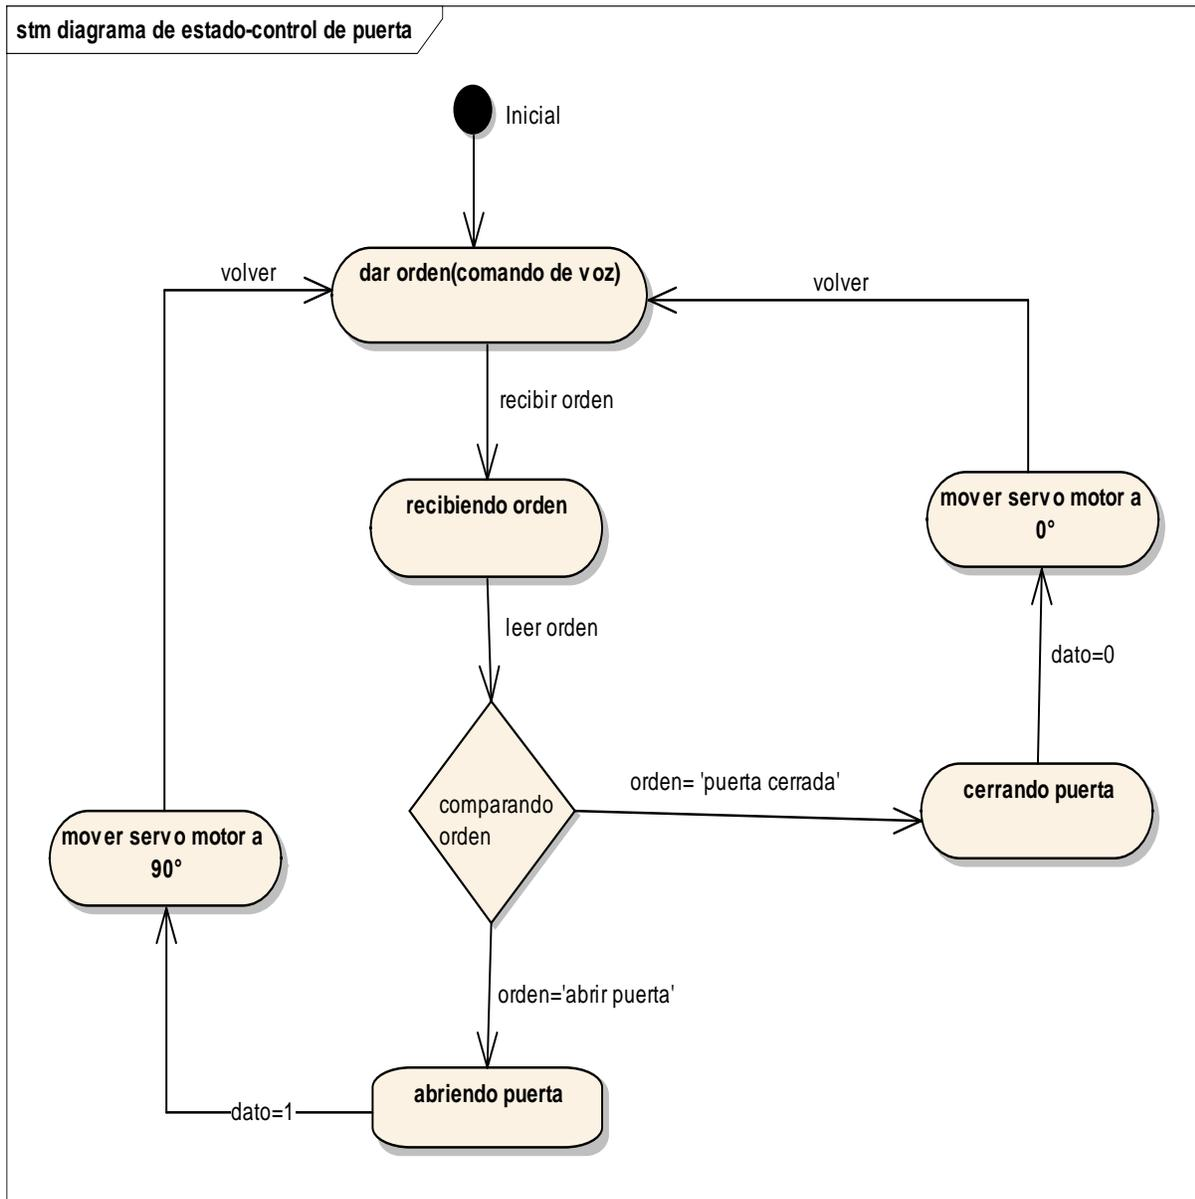 stm diagrama de estado-control de puerta
Inicial
dar orden(comando de voz)
volver
volver
recibir orden
recibiendo orden
mover servo motor a
0°
leer orden
dato=0
orden= 'puerta cerrada'
cerrando puerta
comparando
orden
mover servo motor a
90°
orden='abrir puerta'
abriendo puerta
dato=1